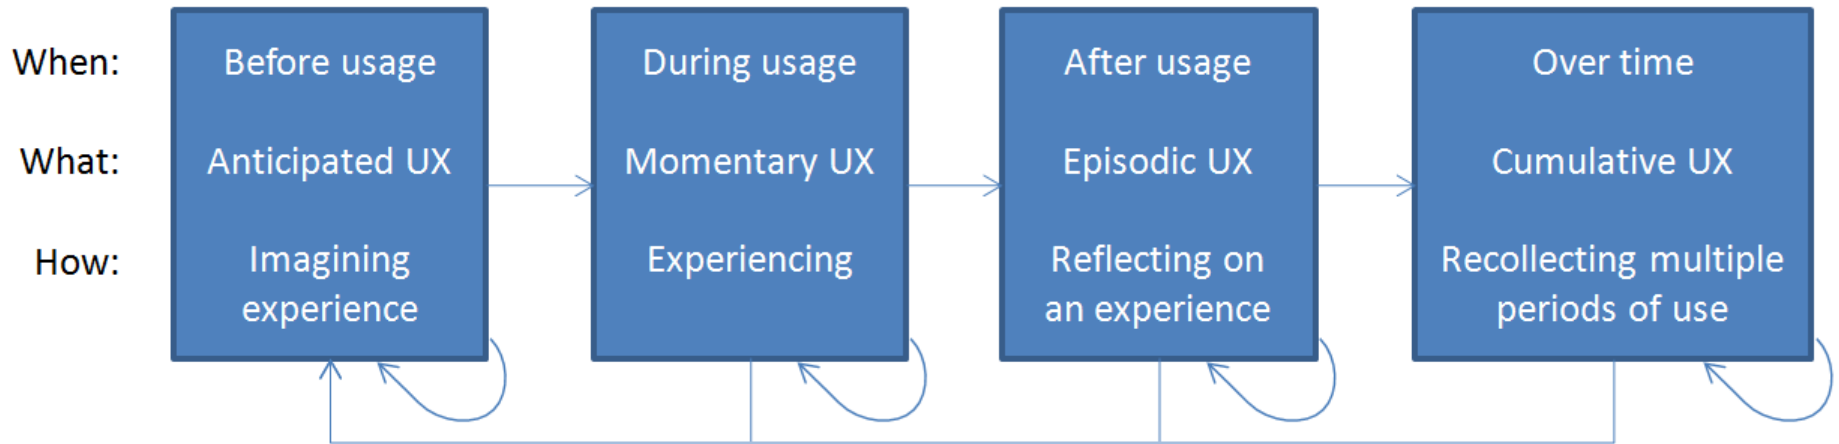 When: Before usage During usage After usage Over time
What: Anticipated UX Momentary UX Episodic UX Cumulative UX
How: Imagining Experiencing Reflecting on Recollecting multiple
experience an experience periods of use